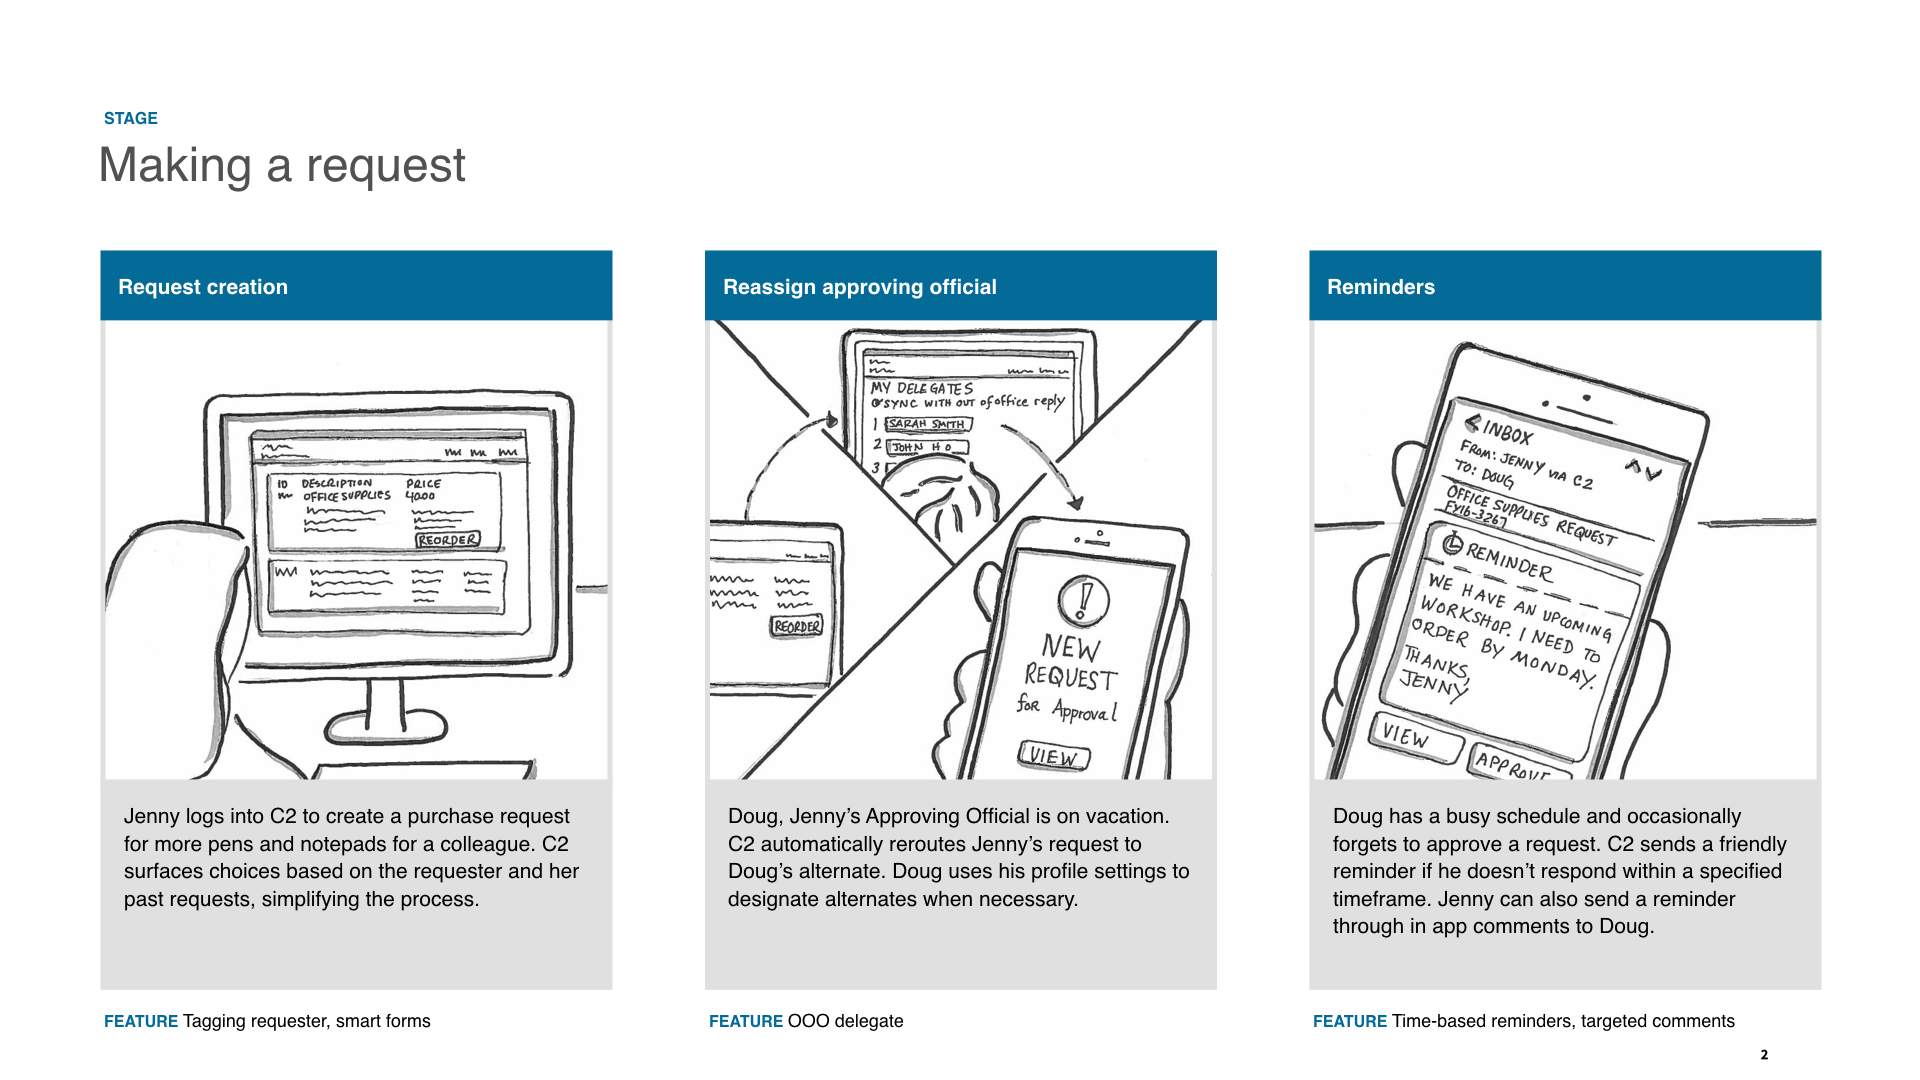 STAGE
Making a request
Request creation
ID DESCRIPTION PRICE
OFFICE SUPPLIES 40.00
REORDER
Jenny logs into C2 to create a purchase request
for more pens and notepads for a colleague. C2
surfaces choices based on the requester and her
past requests, simplifying the process.
FEATURE Tagging requester, smart forms
Reassign approving official
MY DELEGATES
SYNC WITH OUT of office reply
1 SARAH SMITH
2 JOHN HO
3
REORDER
!
NEW
REQUEST
for Approval
VIEW
Doug, Jenny’s Approving Official is on vacation.
C2 automatically reroutes Jenny’s request to
Doug’s alternate. Doug uses his profile settings to
designate alternates when necessary.
FEATURE OOO delegate
Reminders
INBOX
FROM: JENNY VIA C2
TO: DOUG
OFFICE SUPPLIES REQUEST
FY16-3267
REMINDER
WE HAVE AN UPCOMING
WORKSHOP. I NEED TO
ORDER BY MONDAY.
THANKS,
JENNY
VIEW
APPROVE
Doug has a busy schedule and occasionally
forgets to approve a request. C2 sends a friendly
reminder if he doesn’t respond within a specified
timeframe. Jenny can also send a reminder
through in app comments to Doug.
FEATURE Time-based reminders, targeted comments
2